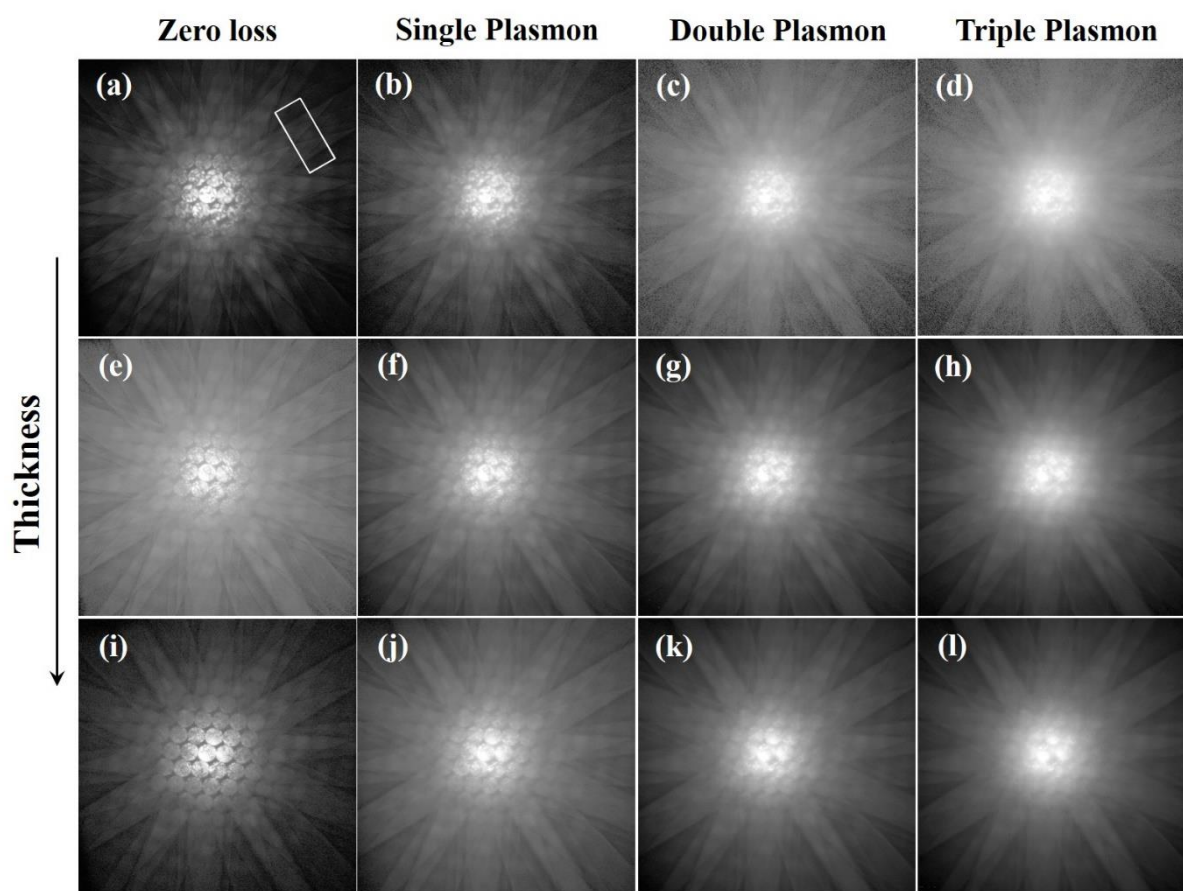 Zero loss Single Plasmon Double Plasmon Triple Plasmon
(a) (b) (c) (d)
Thickness
(e) (f) (g) (h)
(i) (j) (k) (l)